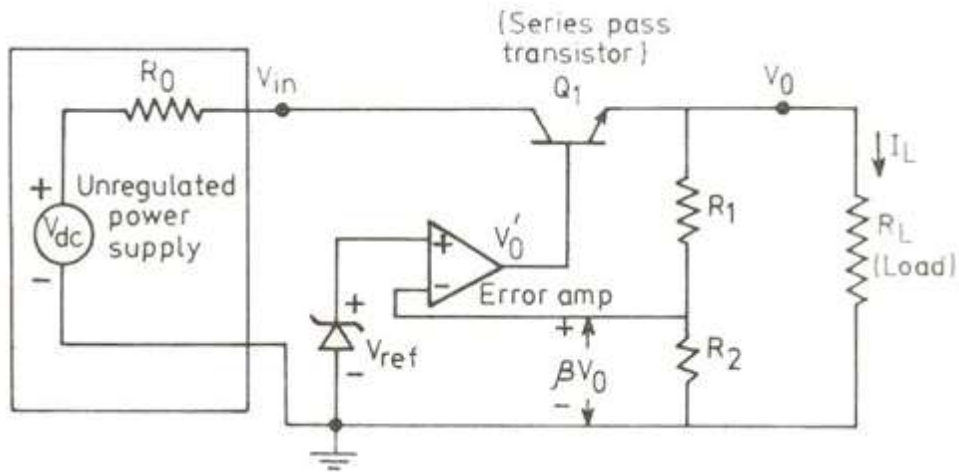 (Series pass
transistor)
Q1
R0
Vin
V0
IL
+
Unregulated
power
supply
Vdc
-
R1
RL
(Load)
+
V0'
-
Error amp
+
Vref
-
+
βV0
-
R2